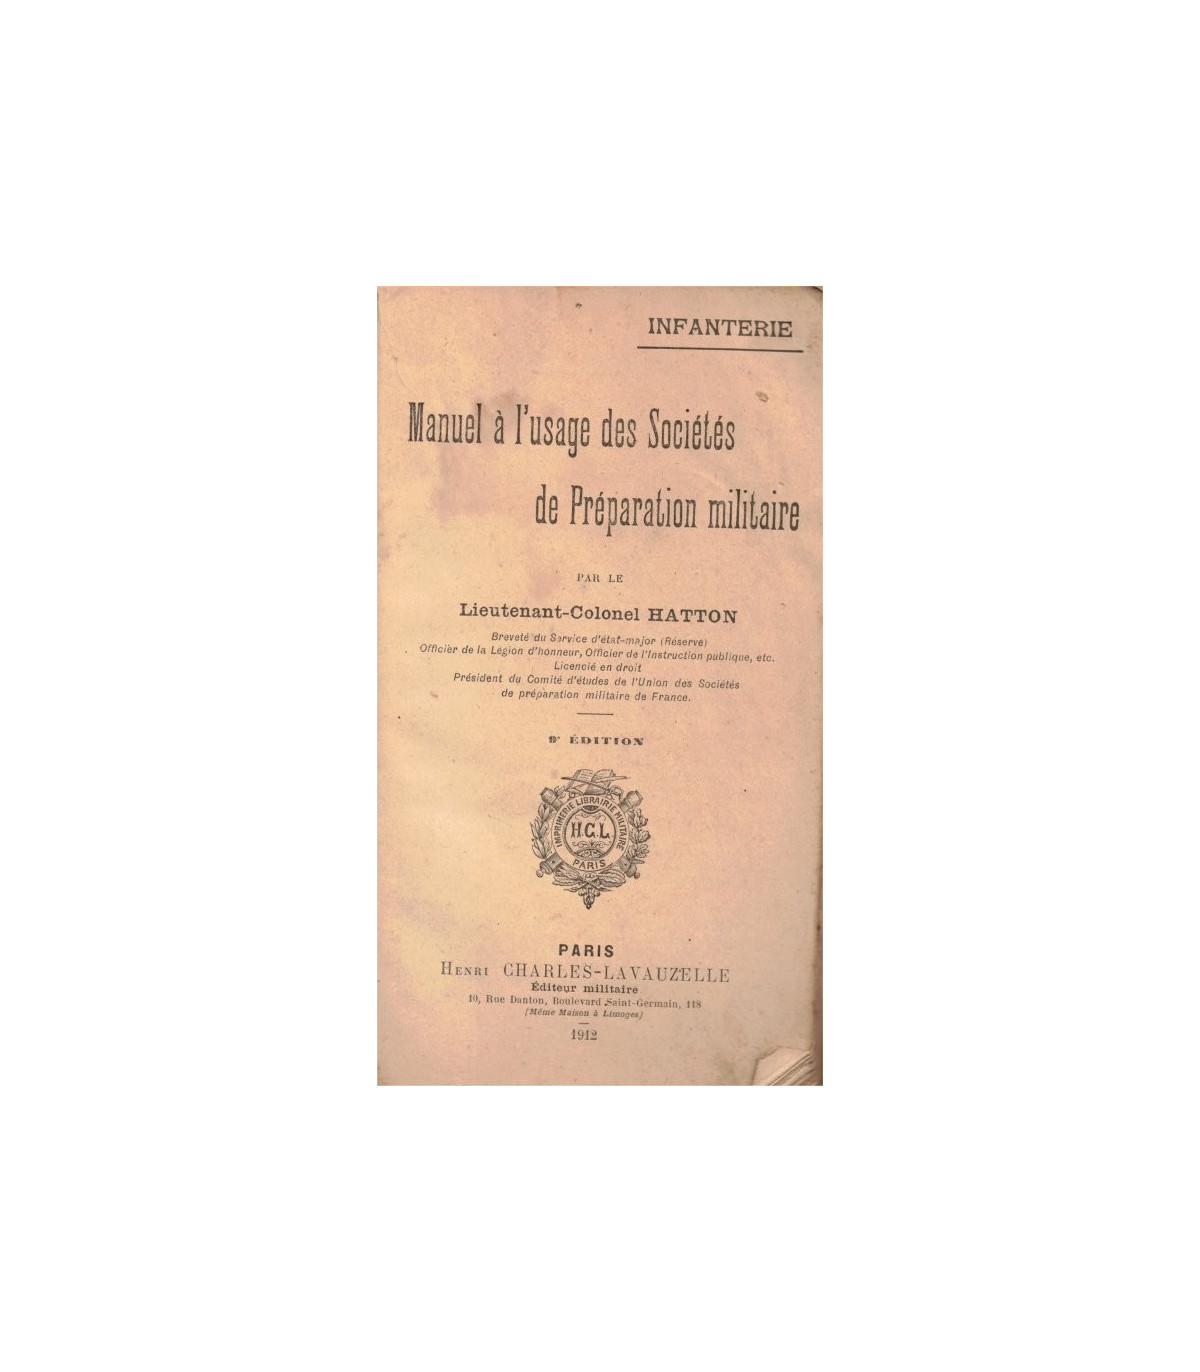 INFANTERIE
Manuel à l'usage des Sociétés
de Préparation militaire
PAR LE
Lieutenant-Colonel HATTON
Breveté du Service d'état-major (Réserve)
Officier de la Légion d'honneur, Officier de l'Instruction publique, etc.
Licencié en droit
Président du Comité d'études de l'Union des Sociétés
de préparation militaire de France.
9e ÉDITION
IMPRIMERIE LIBRAIRIE MILITAIRE
H.C.L.
PARIS
PARIS
HENRI CHARLES-LAVAUZELLE
Éditeur militaire
10, Rue Danton, Boulevard Saint-Germain, 118
(Même Maison à Limoges)
1912